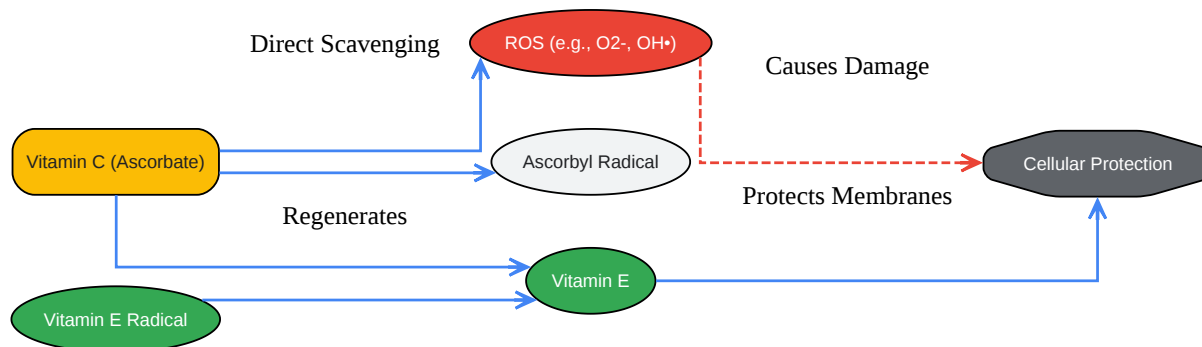 Direct Scavenging
ROS (e.g., O2-, OH•)
Causes Damage
Vitamin C (Ascorbate)
Ascorbyl Radical
Cellular Protection
Regenerates
Protects Membranes
Vitamin E
Vitamin E Radical